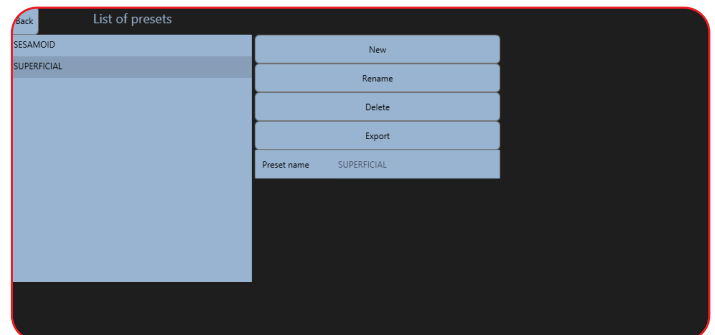 Back
List of presets
SESAMOID
SUPERFICIAL
New
Rename
Delete
Export
Preset name SUPERFICIAL